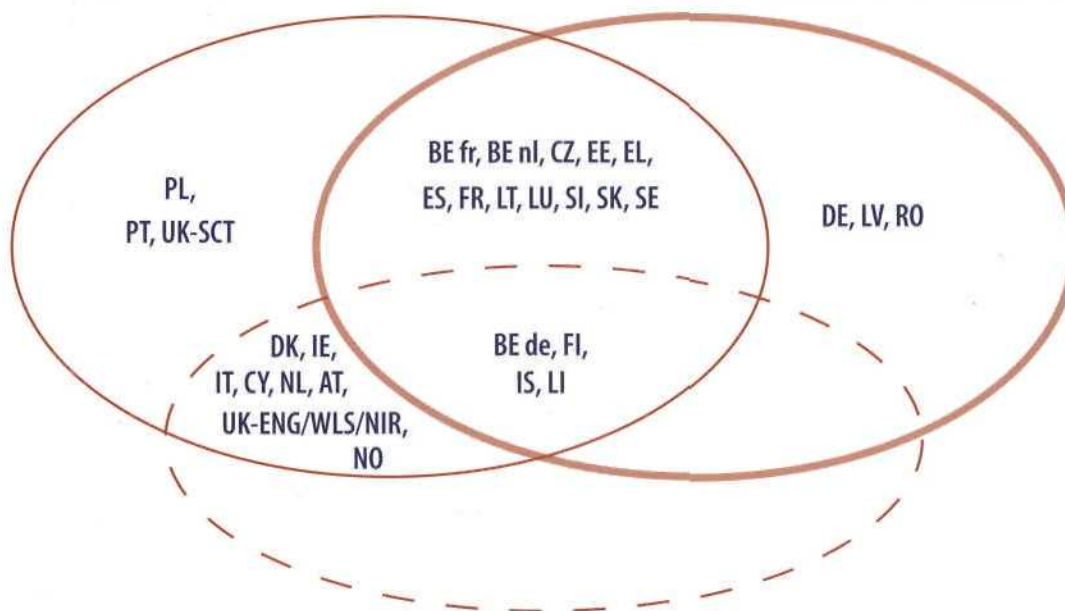 BE fr, BE nl, CZ, EE, EL,
ES, FR, LT, LU, SI, SK, SE
PL,
PT, UK-SCT
DE, LV, RO
DK, IE,
IT, CY, NL, AT,
UK-ENG/WLS/NIR,
NO
BE de, FI,
IS, LI